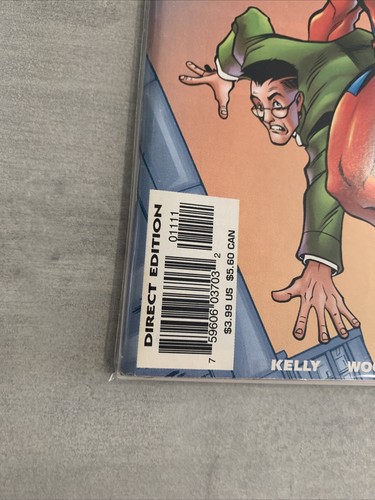 DIRECT EDITION
01111
7 59606 03703 2
$3.99 US $5.60 CAN
KELLY